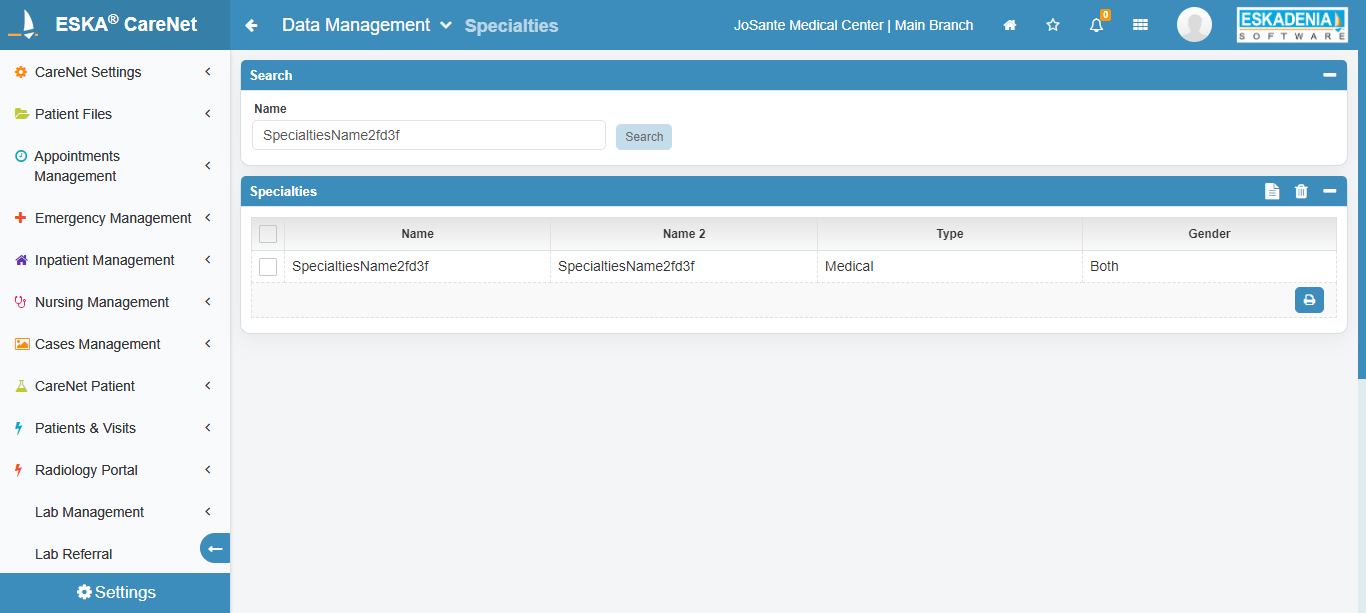 ESKA® CareNet
Data Management
Specialties
JoSante Medical Center | Main Branch
0
ESKADENIA
SOFTWARE
CareNet Settings
Patient Files
Appointments
Management
Emergency Management
Inpatient Management
Nursing Management
Cases Management
CareNet Patient
Patients & Visits
Radiology Portal
Lab Management
Lab Referral
Settings
Search
Name
SpecialtiesName2fd3f
Search
Specialties
Name Name 2 Type Gender
SpecialtiesName2fd3f SpecialtiesName2fd3f Medical Both